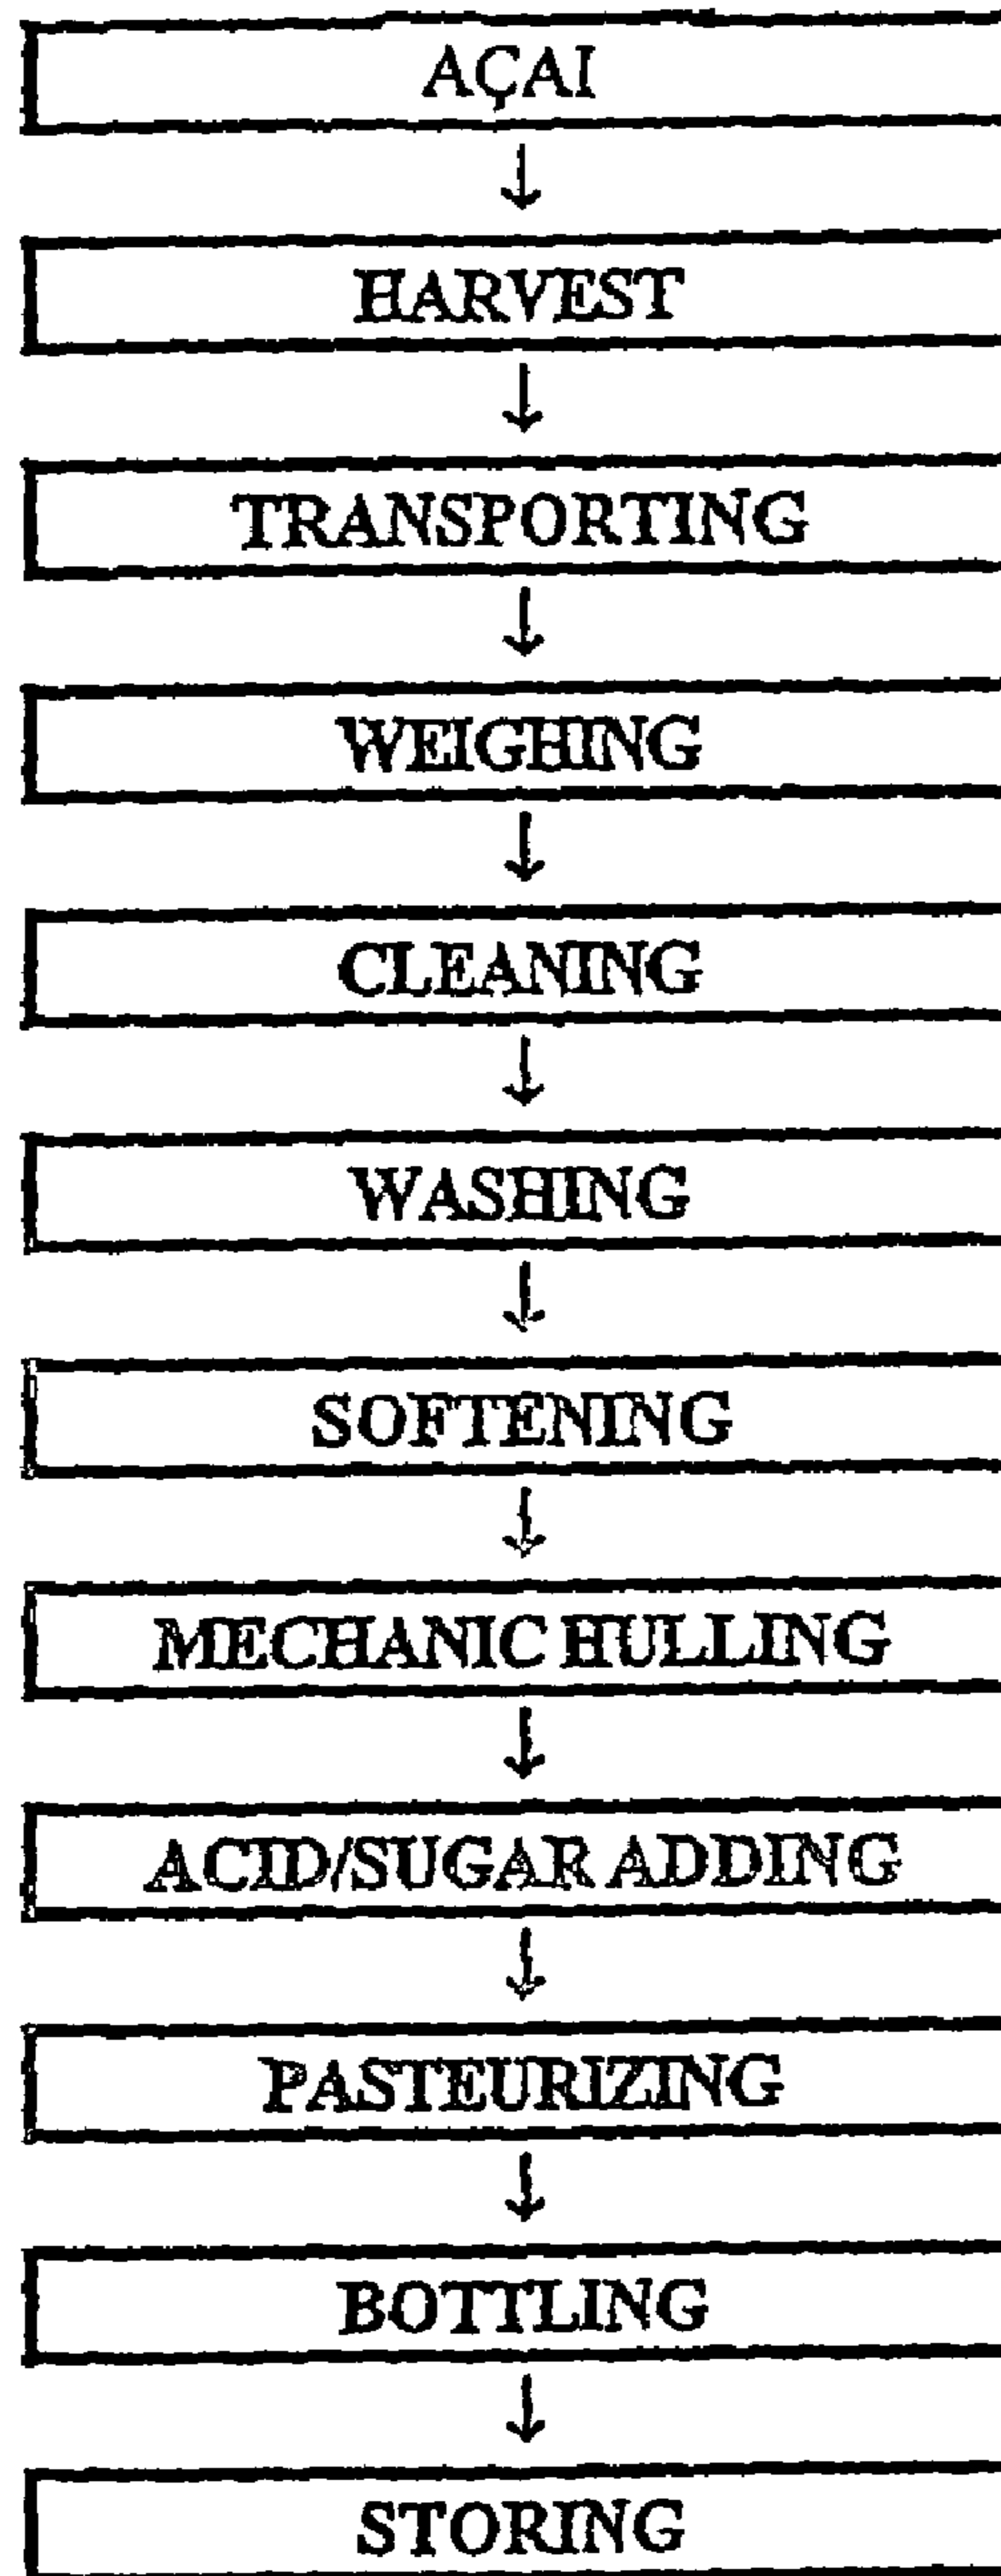 AÇAI
HARVEST
TRANSPORTING
WEIGHING
CLEANING
WASHING
SOFTENING
MECHANIC HULLING
ACID/SUGAR ADDING
PASTEURIZING
BOTTLING
STORING